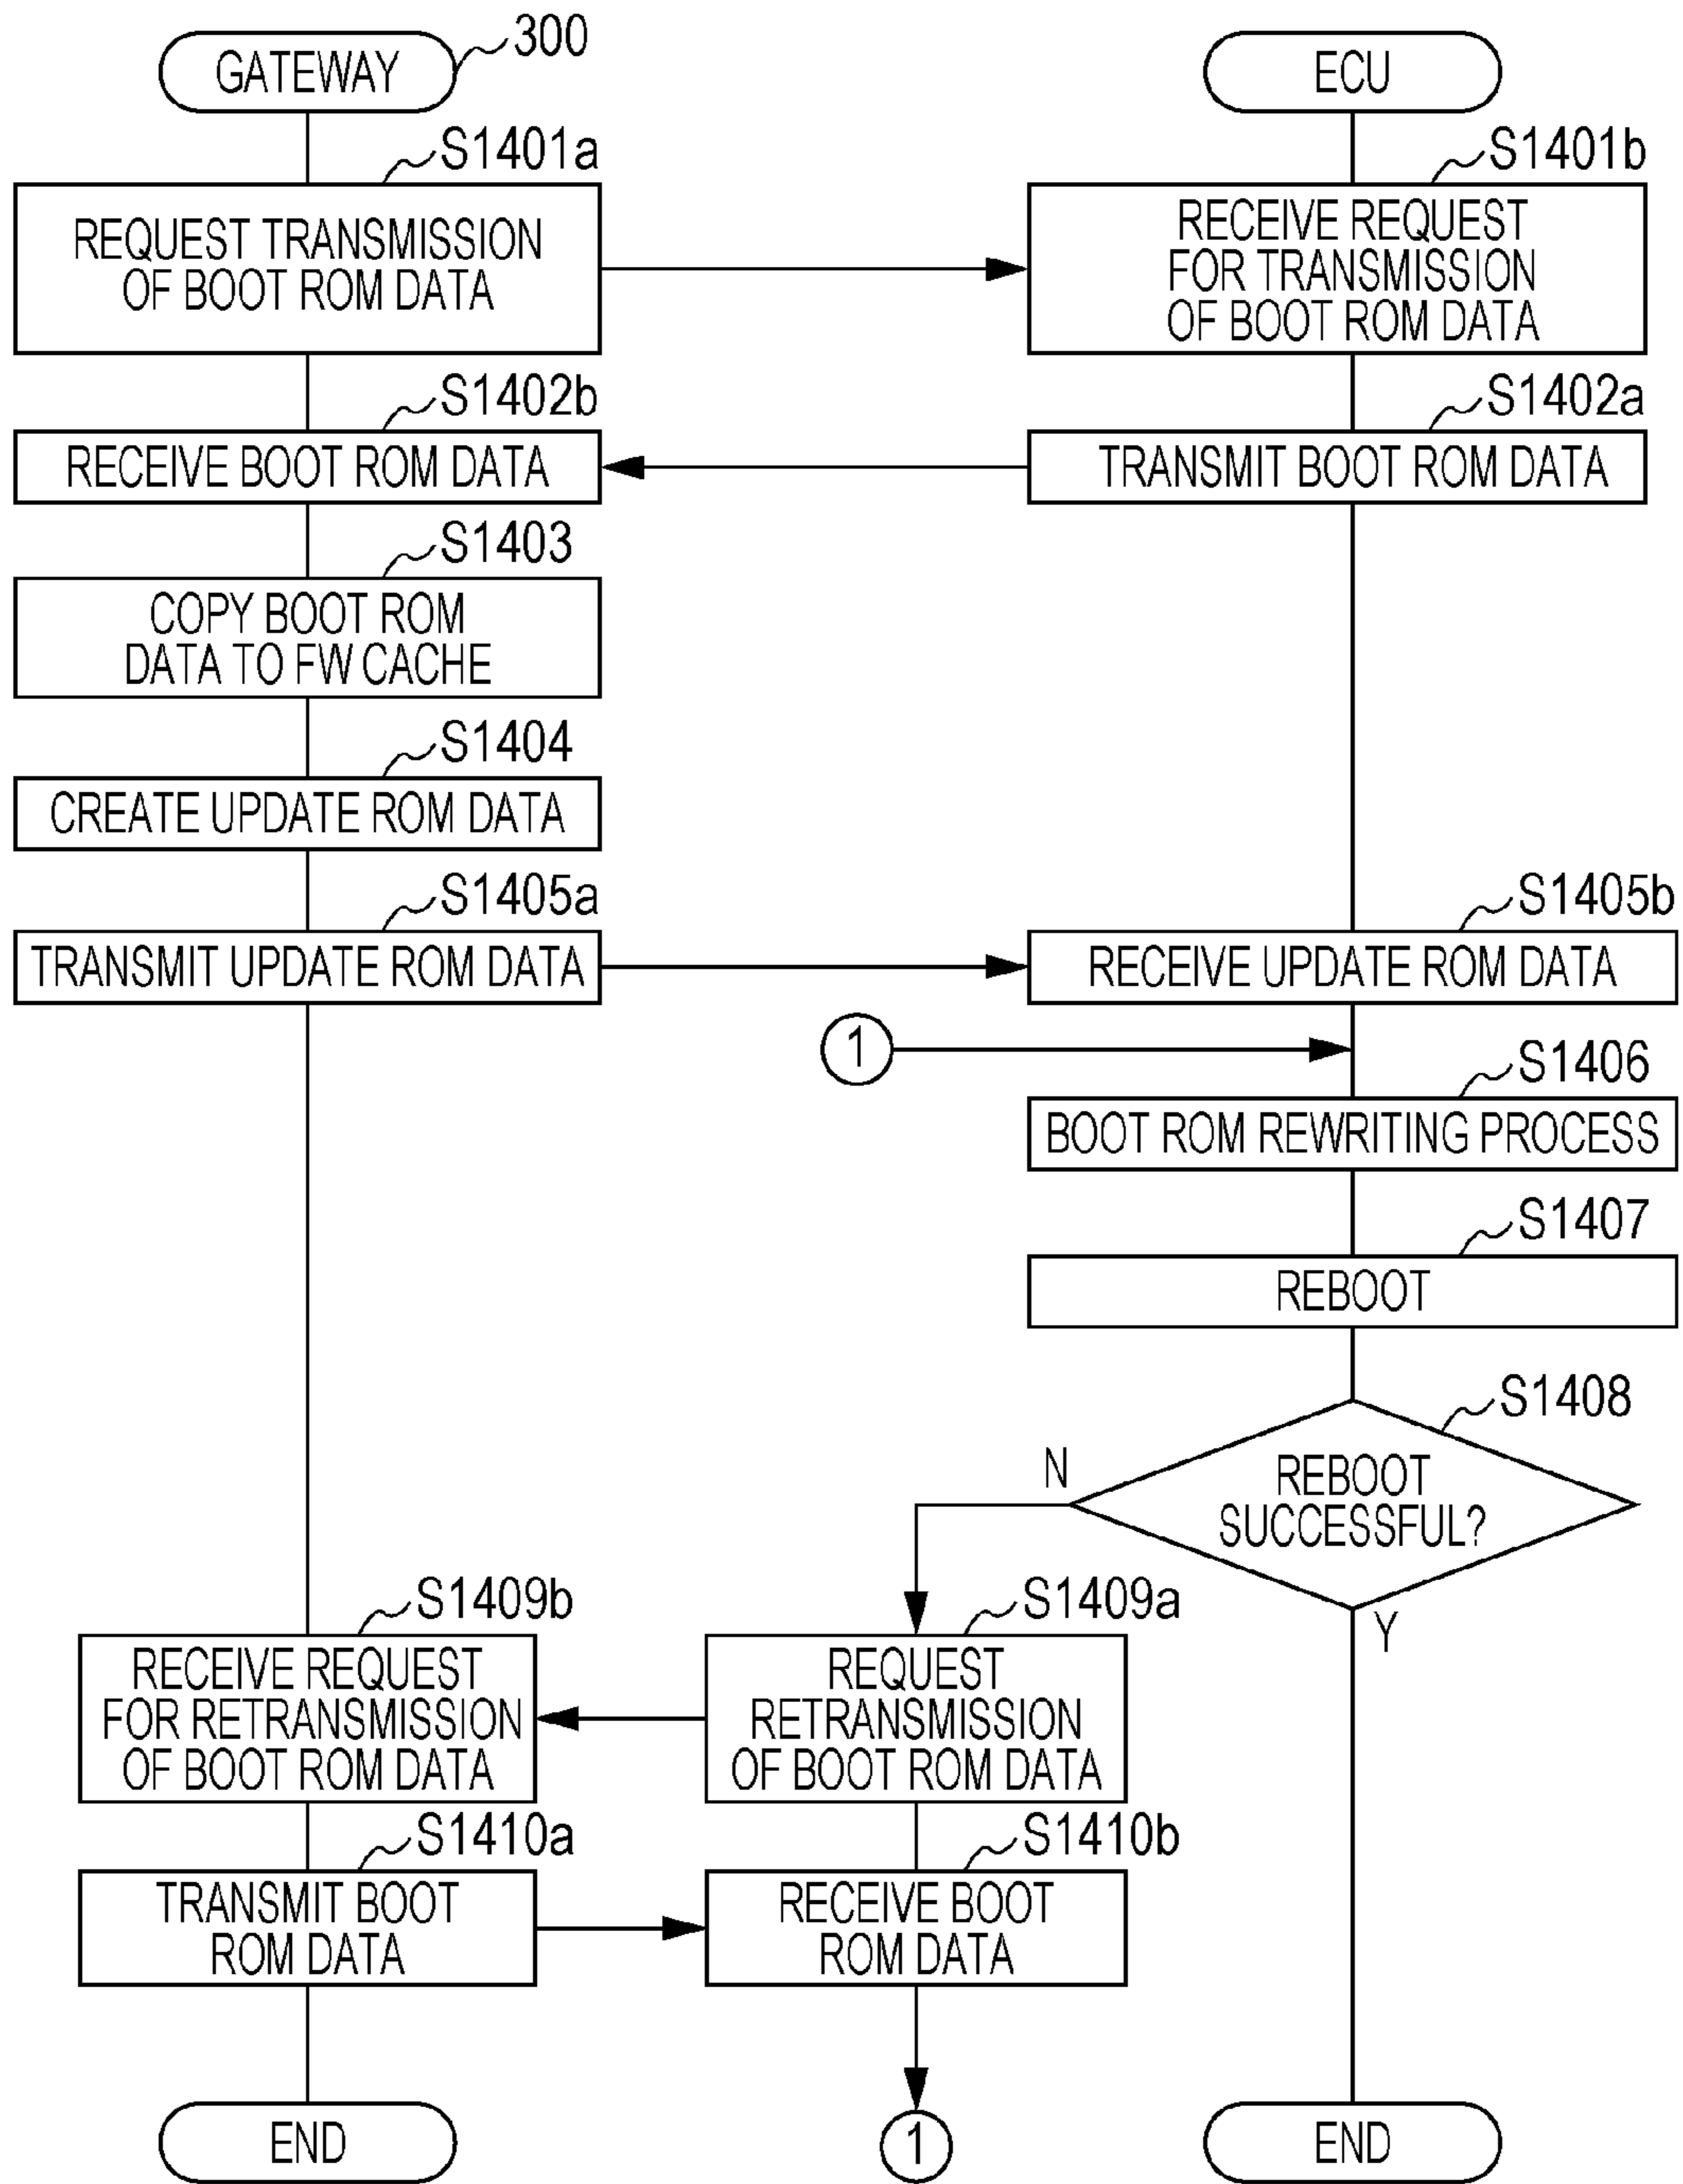 GATEWAY
300
ECU
S1401a
S1401b
REQUEST TRANSMISSION
OF BOOT ROM DATA
RECEIVE REQUEST
FOR TRANSMISSION
OF BOOT ROM DATA
S1402b
S1402a
RECEIVE BOOT ROM DATA
TRANSMIT BOOT ROM DATA
S1403
COPY BOOT ROM
DATA TO FW CACHE
S1404
CREATE UPDATE ROM DATA
S1405a
S1405b
TRANSMIT UPDATE ROM DATA
RECEIVE UPDATE ROM DATA
1
S1406
BOOT ROM REWRITING PROCESS
S1407
REBOOT
S1408
N
REBOOT
SUCCESSFUL?
Y
S1409b
S1409a
RECEIVE REQUEST
FOR RETRANSMISSION
OF BOOT ROM DATA
REQUEST
RETRANSMISSION
OF BOOT ROM DATA
S1410a
S1410b
TRANSMIT BOOT
ROM DATA
RECEIVE BOOT
ROM DATA
END
1
END